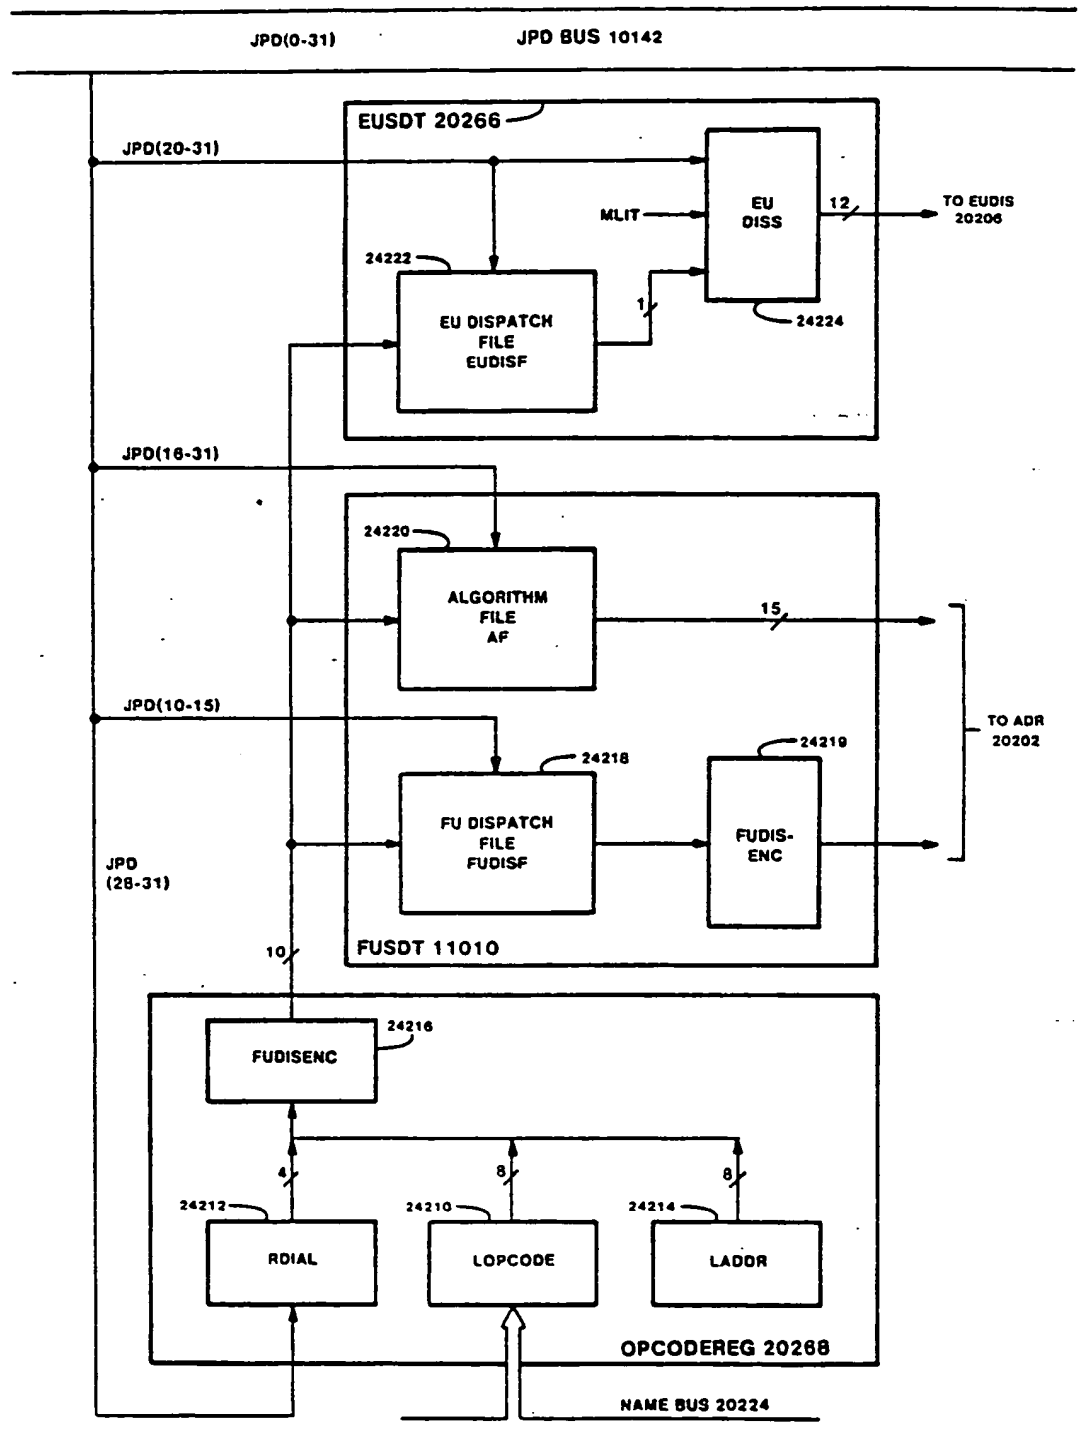 JPD(0-31)
JPD BUS 10142
EUSDT 20266
JPD(20-31)
EU
DISS
12
TO EUDIS
20206
MLIT
24222
1
24224
EU DISPATCH
FILE
EUDISF
JPD(16-31)
24220
ALGORITHM
FILE
AF
15
JPD(10-15)
TO ADR
20202
24218
24219
FU DISPATCH
FILE
FUDISF
FUDIS-
ENC
JPD
(28-31)
FUSDT 11010
10
24216
FUDISENC
4
8
8
24212
24210
24214
RDIAL
LOPCODE
LADDR
OPCODEREG 20268
NAME BUS 20224